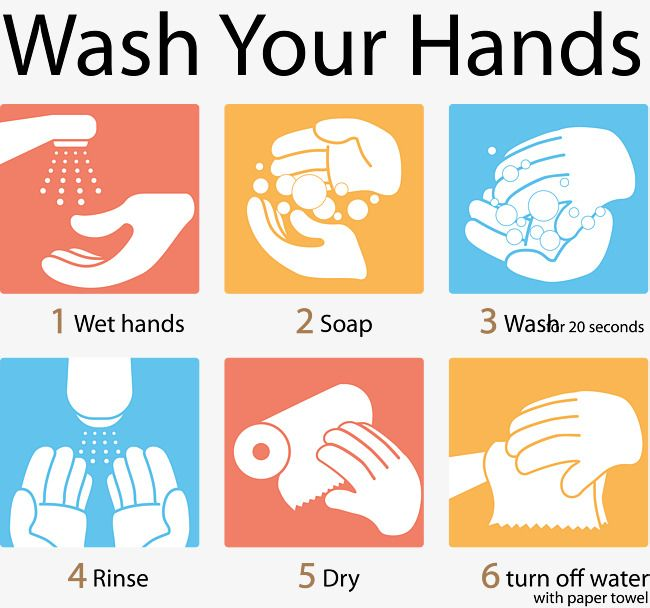 Wash Your Hands
1 Wet hands
2 Soap
3 Wash for 20 seconds
4 Rinse
5 Dry
6 turn off water
with paper towel